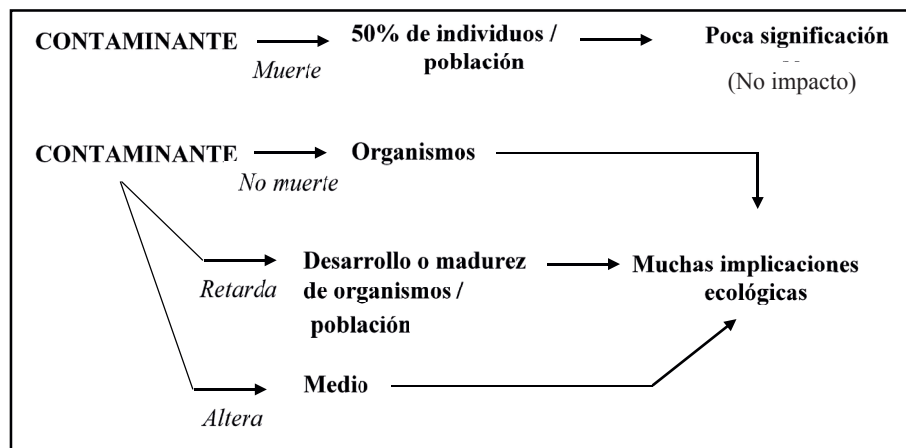 CONTAMINANTE
Muerte
50% de individuos /
población
Poca significación
(No impacto)
CONTAMINANTE
No muerte
Organismos
Retarda
Desarrollo o madurez
de organismos /
población
Muchas implicaciones
ecológicas
Altera
Medio